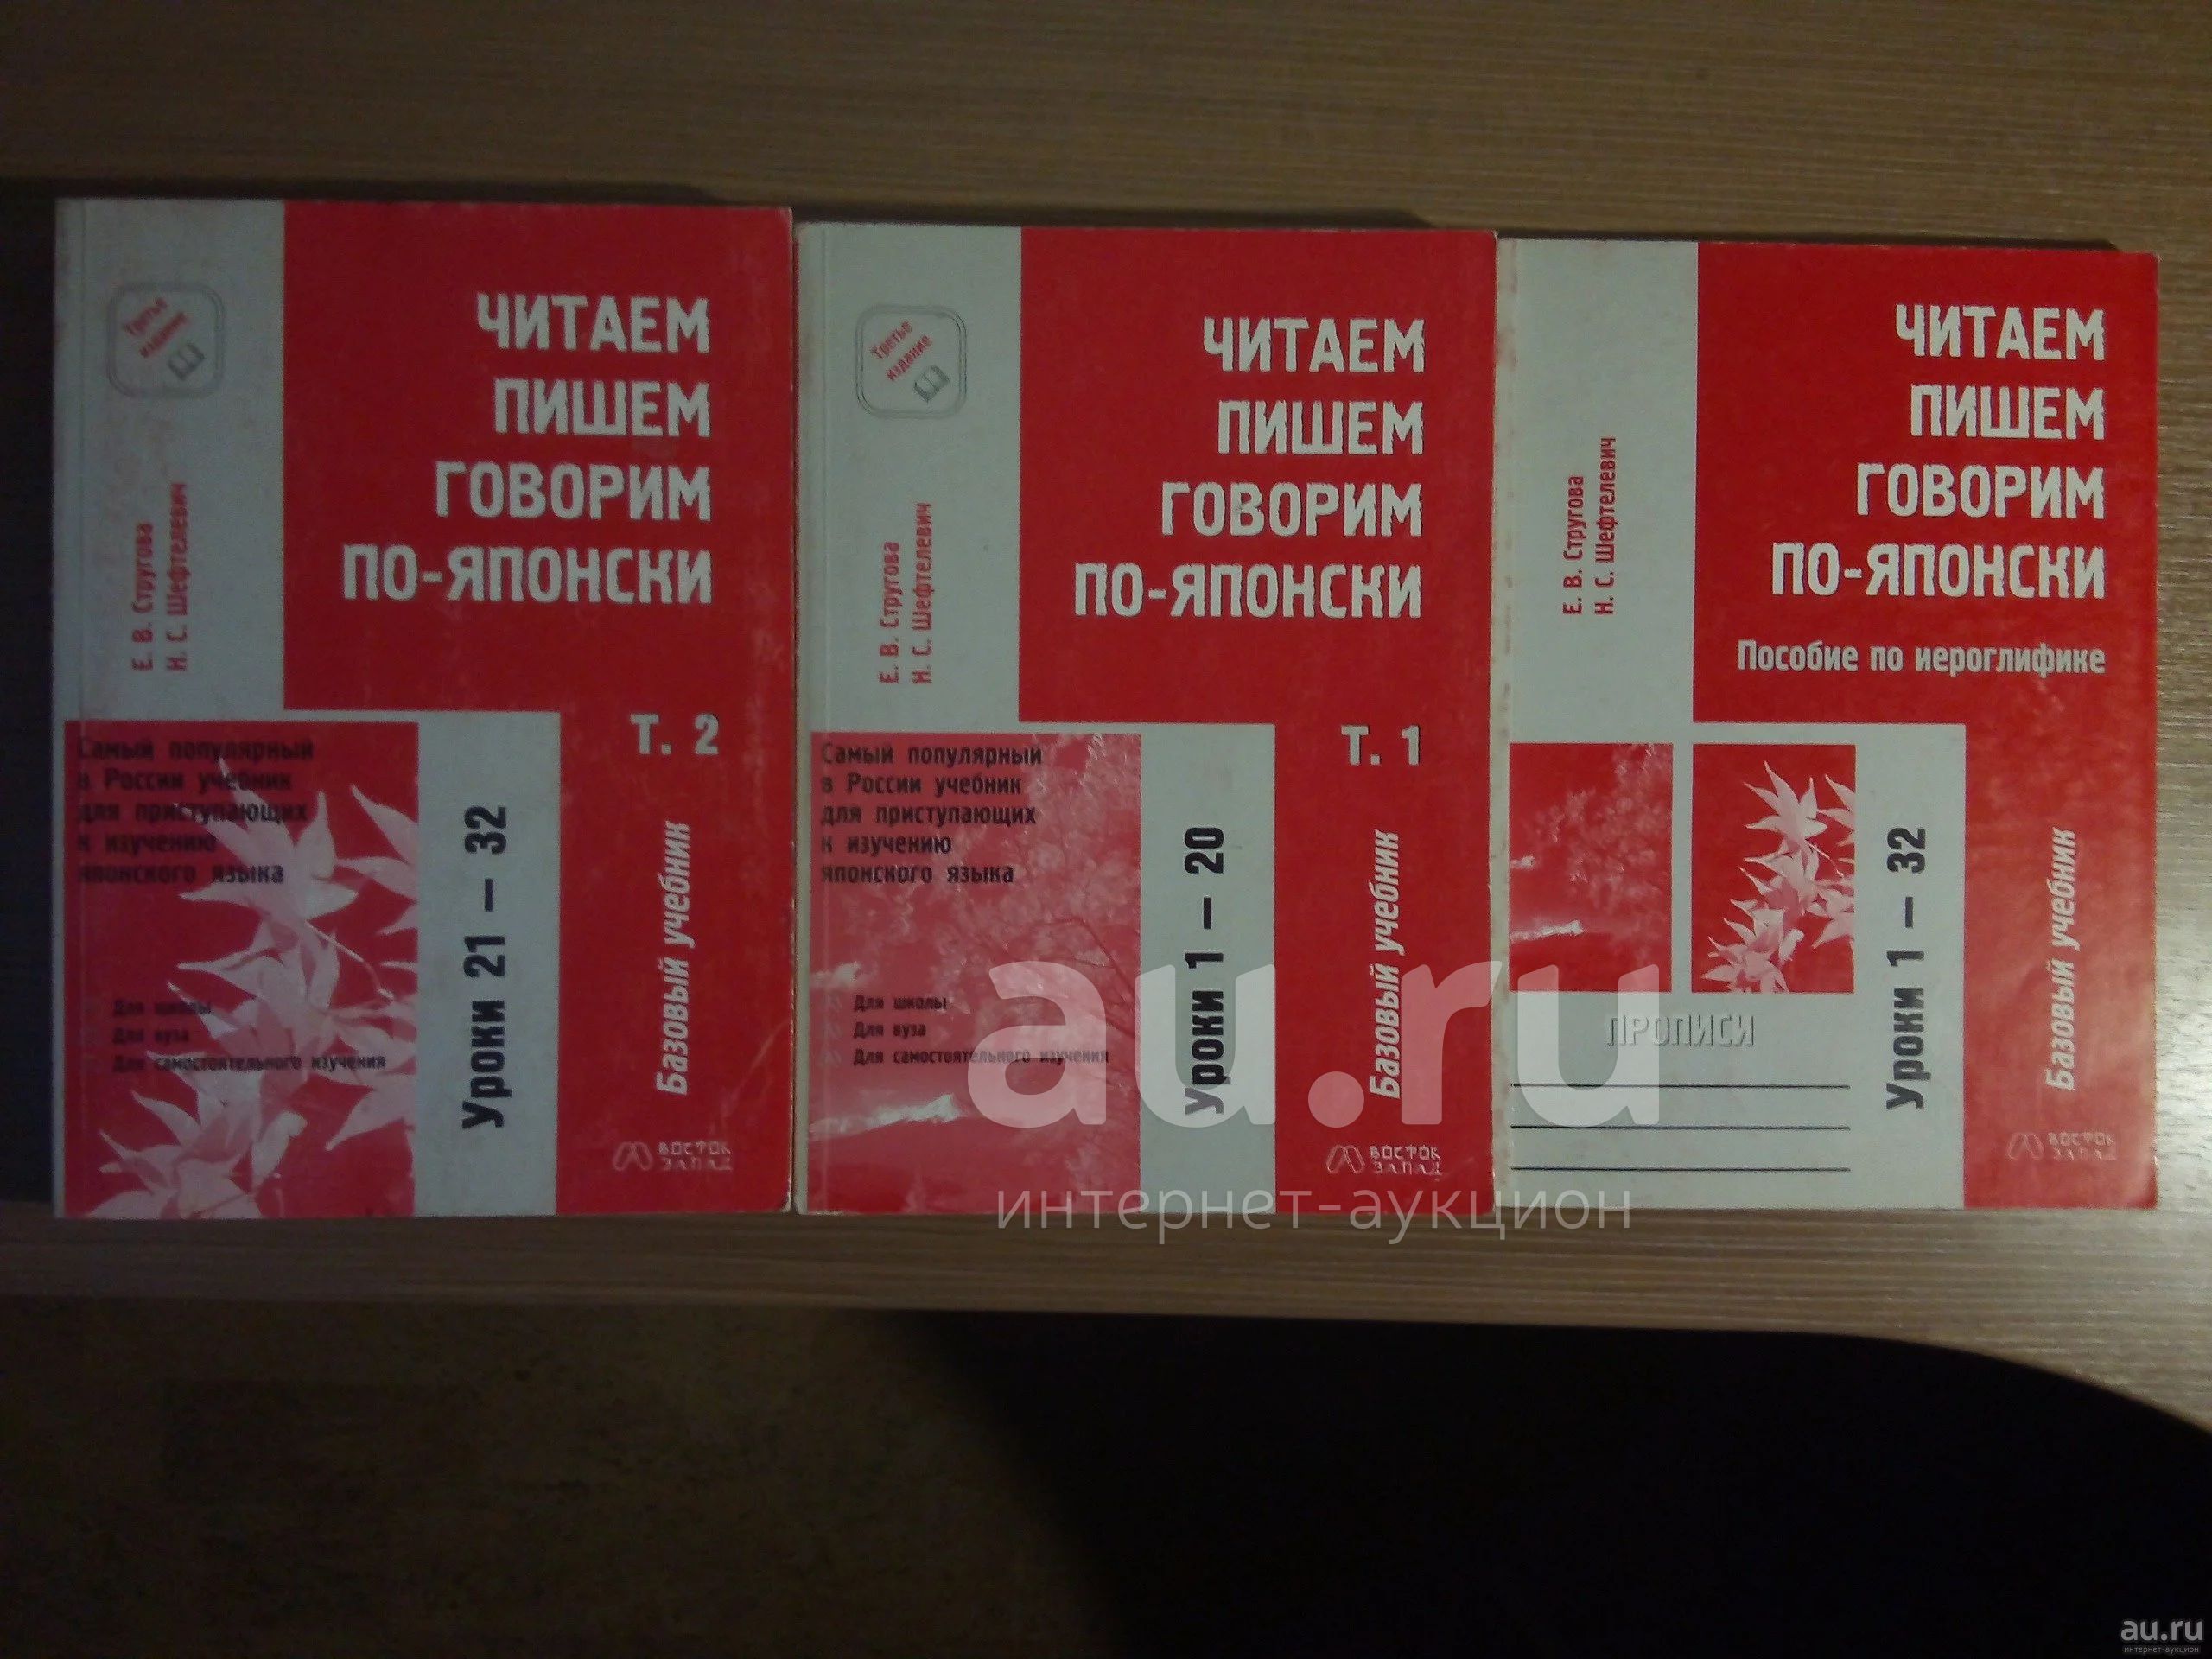 Третье
издание
Е. В. Стругова
Н. С. Шефтелевич
ЧИТАЕМ
ПИШЕМ
ГОВОРИМ
ПО-ЯПОНСКИ
Т. 2
Самый популярный
в России учебник
для приступающих
к изучению
японского языка
Для школы
Для вуза
Для самостоятельного изучения
Уроки 21 – 32
Базовый учебник
ВОСТОК
ЗАПАД
Третье
издание
Е. В. Стругова
Н. С. Шефтелевич
ЧИТАЕМ
ПИШЕМ
ГОВОРИМ
ПО-ЯПОНСКИ
Т. 1
Самый популярный
в России учебник
для приступающих
к изучению
японского языка
Для школы
Для вуза
Для самостоятельного изучения
Уроки 1 – 20
Базовый учебник
ВОСТОК
ЗАПАД
Е. В. Стругова
Н. С. Шефтелевич
ЧИТАЕМ
ПИШЕМ
ГОВОРИМ
ПО-ЯПОНСКИ
Пособие по иероглифике
ПРОПИСИ
Уроки 1 – 32
Базовый учебник
ВОСТОК
ЗАПАД
au.ru
интернет-аукцион
au.ru
интернет-аукцион